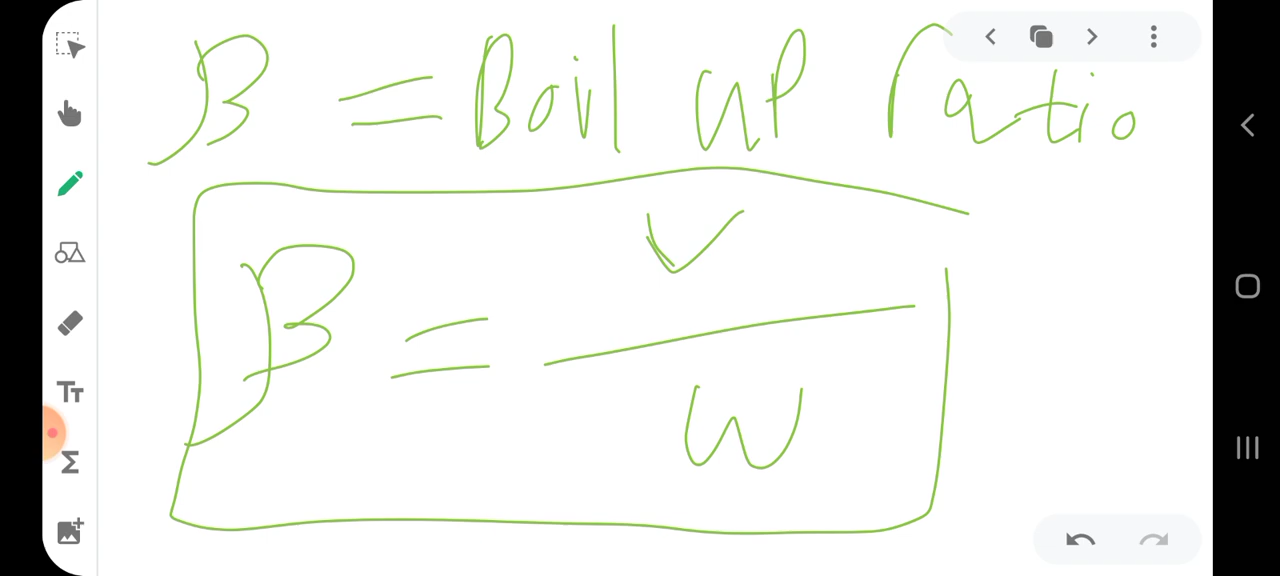 β = Boil up ratio
β = V / W